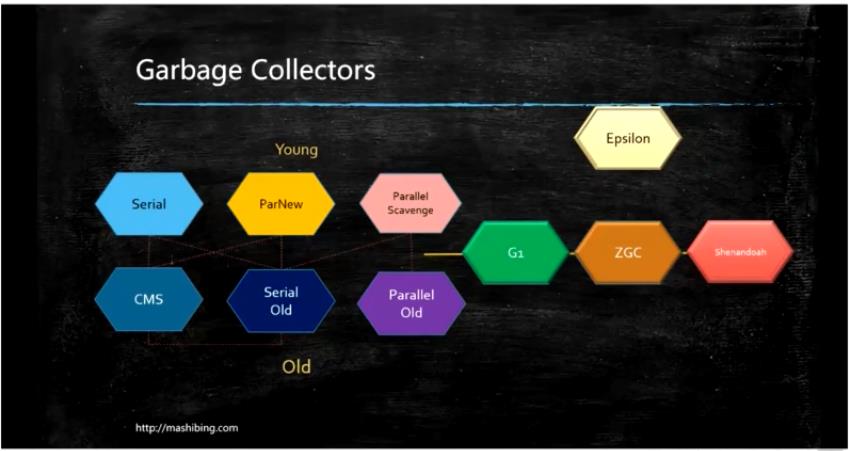 Garbage Collectors
Epsilon
Young
Serial
ParNew
Parallel
Scavenge
G1
ZGC
Shenandoah
CMS
Serial
Old
Parallel
Old
Old
http://mashibing.com